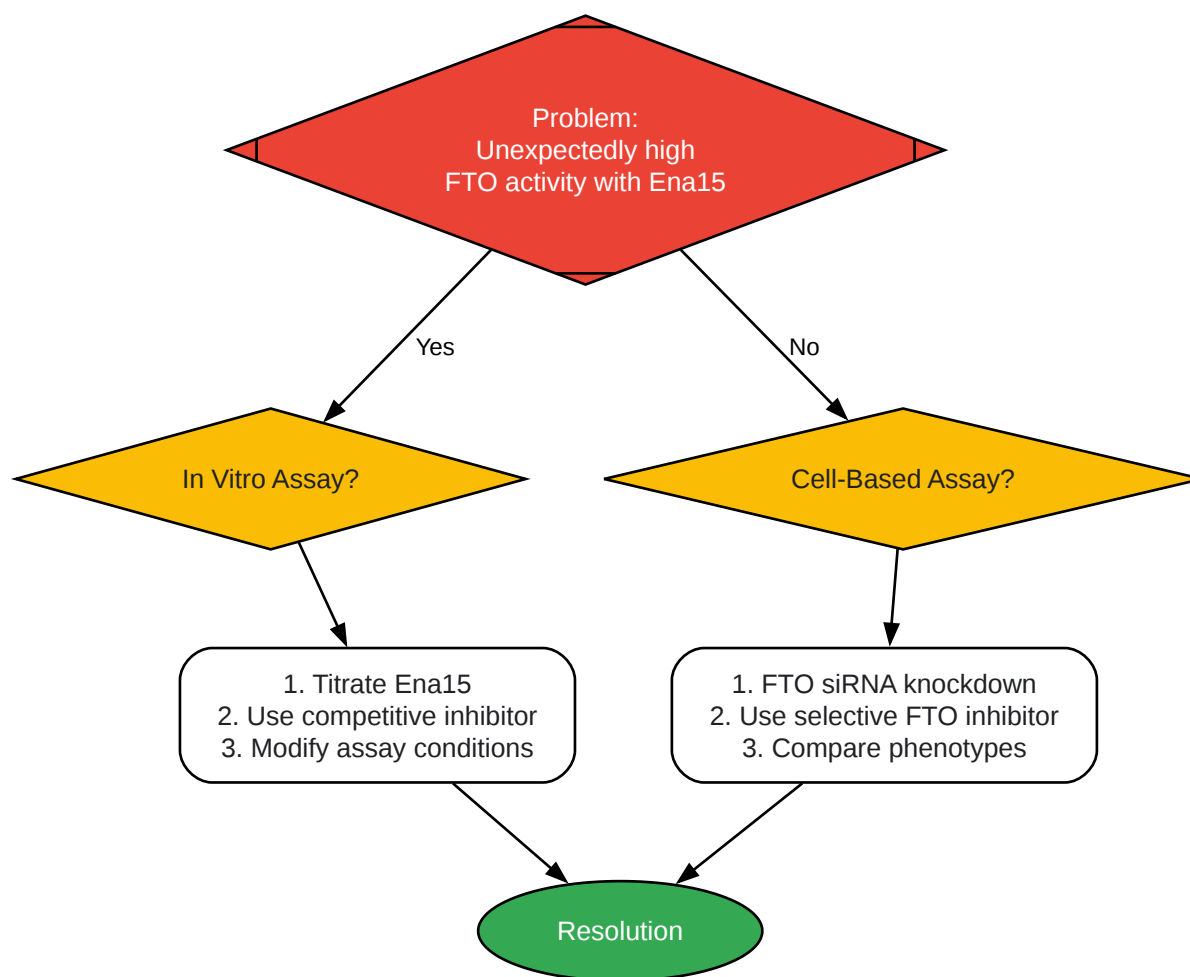 Problem:
Unexpectedly high
FTO activity with Ena15
Yes
No
In Vitro Assay?
Cell-Based Assay?
1. Titrate Ena15
2. Use competitive inhibitor
3. Modify assay conditions
1. FTO siRNA knockdown
2. Use selective FTO inhibitor
3. Compare phenotypes
Resolution